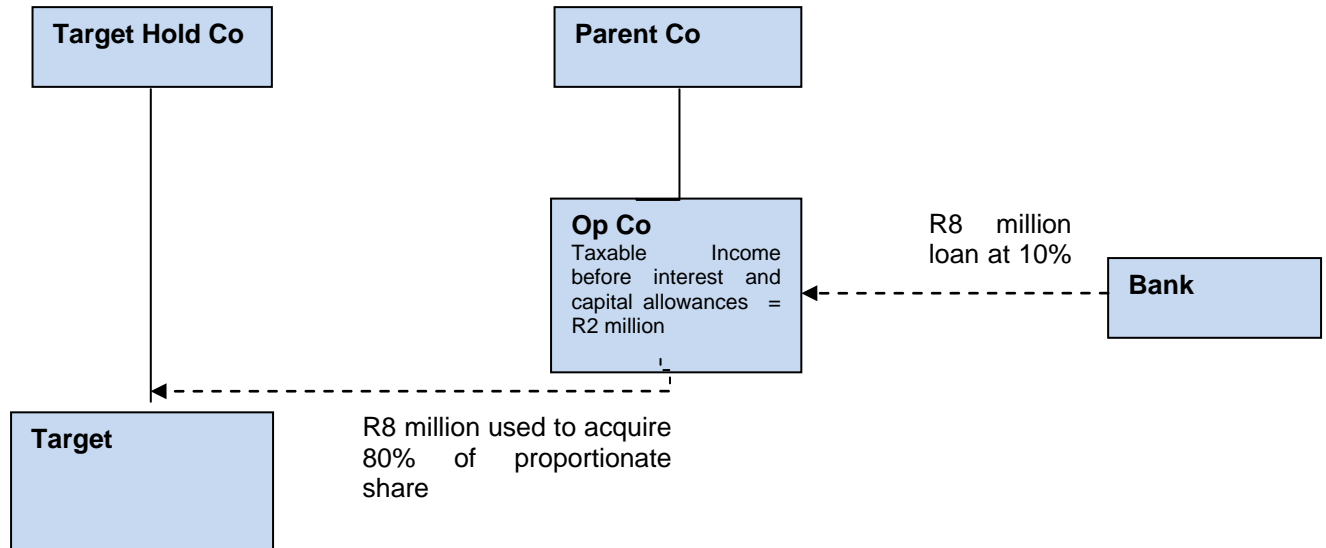 Target Hold Co
Parent Co
Op Co
Taxable Income
before interest and
capital allowances =
R2 million
R8 million
loan at 10%
Bank
Target
R8 million used to acquire
80% of proportionate
share